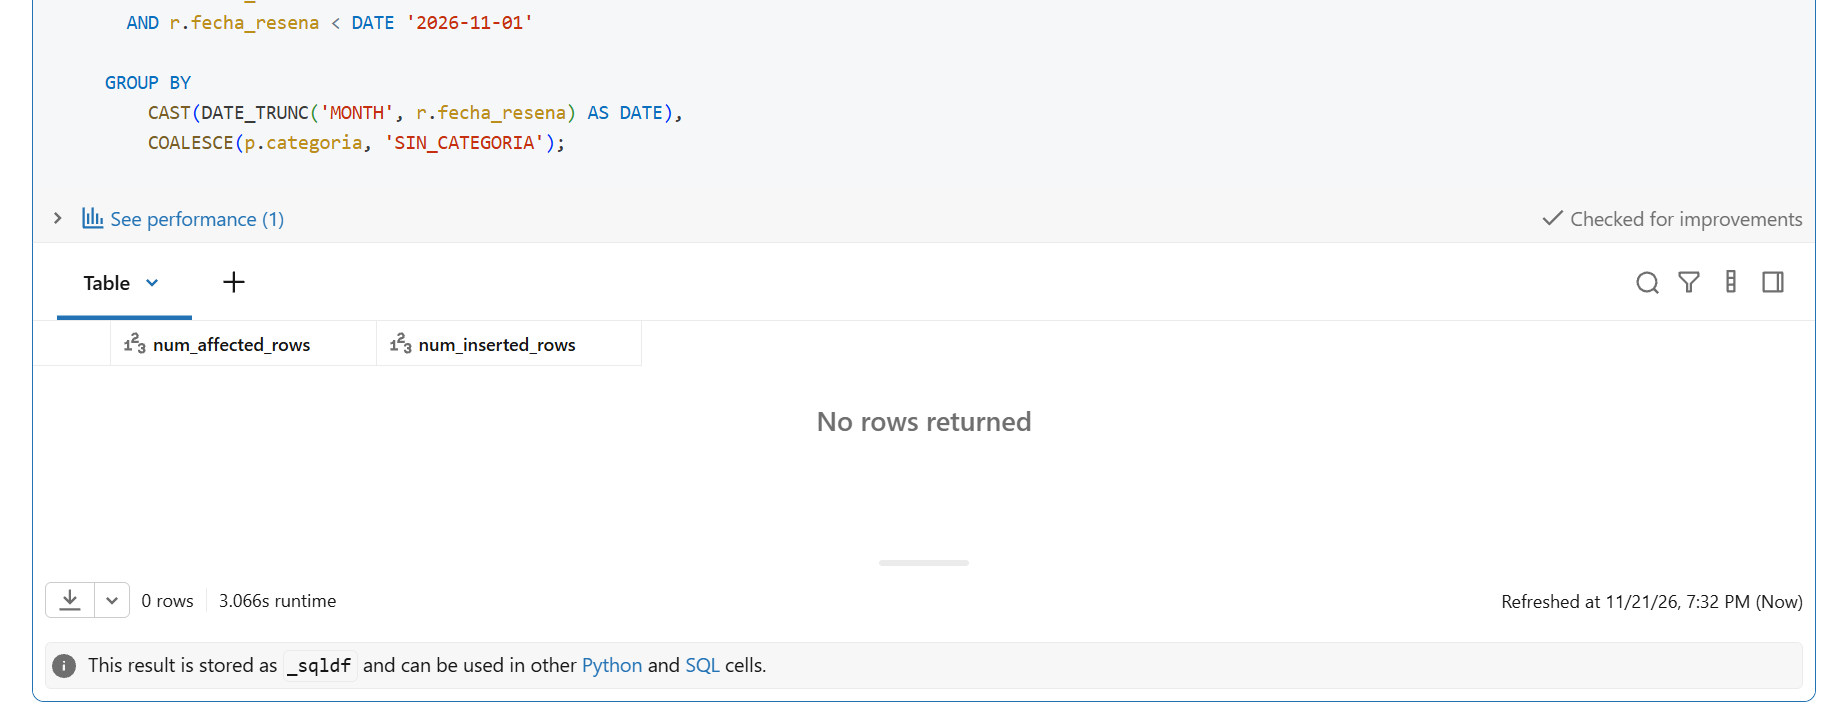 AND r.fecha_resena < DATE '2026-11-01'
GROUP BY
CAST(DATE_TRUNC('MONTH', r.fecha_resena) AS DATE),
COALESCE(p.categoria, 'SIN_CATEGORIA');
See performance (1)
Checked for improvements
Table
num_affected_rows
num_inserted_rows
No rows returned
0 rows
3.066s runtime
Refreshed at 11/21/26, 7:32 PM (Now)
This result is stored as _sqldf and can be used in other Python and SQL cells.